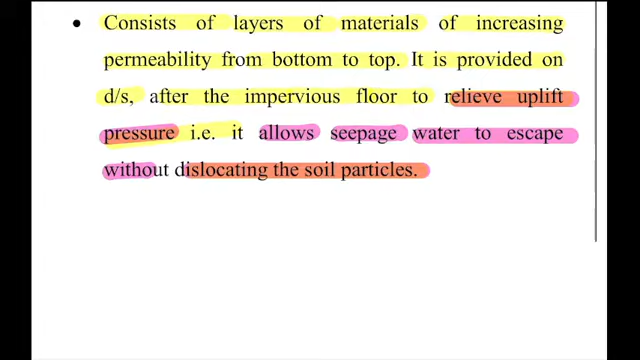 • Consists of layers of materials of increasing
permeability from bottom to top. It is provided on
d/s, after the impervious floor to relieve uplift
pressure i.e. it allows seepage water to escape
without dislocating the soil particles.